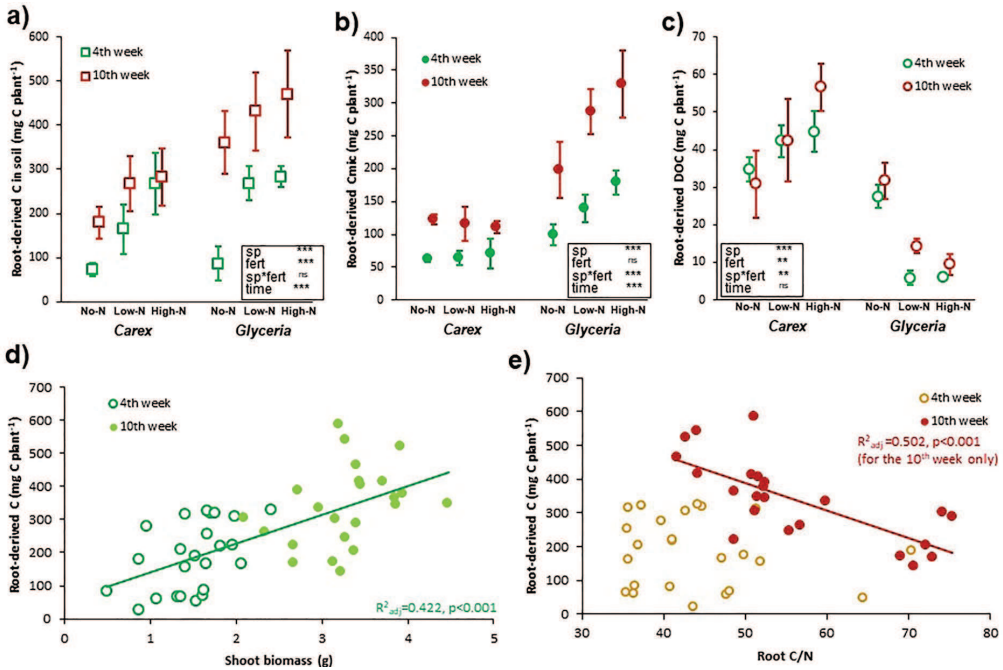 a)
Root-derived C in soil (mg C plant⁻¹)
600
500
400
300
200
100
0
4th week
10th week
sp ***
fert ***
sp*fert ns
time ***
No-N Low-N High-N No-N Low-N High-N
Carex Glyceria
b)
Root-derived Cmic (mg C plant⁻¹)
400
350
300
250
200
150
100
50
0
4th week
10th week
sp ***
fert ns
sp*fert ***
time ***
No-N Low-N High-N No-N Low-N High-N
Carex Glyceria
c)
Root-derived DOC (mg C plant⁻¹)
70
60
50
40
30
20
10
0
4th week
10th week
sp ***
fert **
sp*fert **
time ns
No-N Low-N High-N No-N Low-N High-N
Carex Glyceria
d)
Root-derived C (mg C plant⁻¹)
700
600
500
400
300
200
100
0
4th week
10th week
R²adj=0.422, p<0.001
0 1 2 3 4 5
Shoot biomass (g)
e)
Root-derived C (mg C plant⁻¹)
700
600
500
400
300
200
100
0
4th week
10th week
R²adj=0.502, p<0.001
(for the 10th week only)
30 40 50 60 70 80
Root C/N